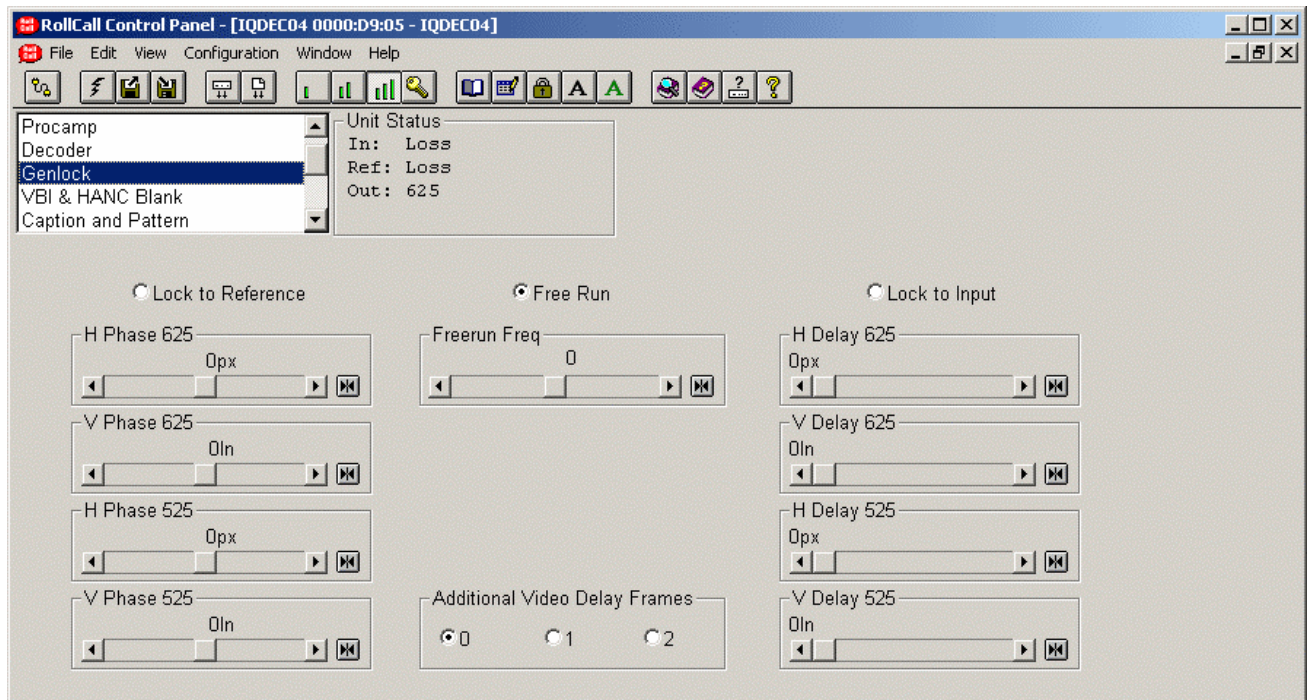 RollCall Control Panel - [IQDEC04 0000:D9:05 - IQDEC04]
File Edit View Configuration Window Help
Procamp
Decoder
Genlock
VBI & HANC Blank
Caption and Pattern
Unit Status
In: Loss
Ref: Loss
Out: 625
Lock to Reference
Free Run
Lock to Input
H Phase 625
0px
V Phase 625
0ln
H Phase 525
0px
V Phase 525
0ln
Freerun Freq
0
Additional Video Delay Frames
0 1 2
H Delay 625
0px
V Delay 625
0ln
H Delay 525
0px
V Delay 525
0ln